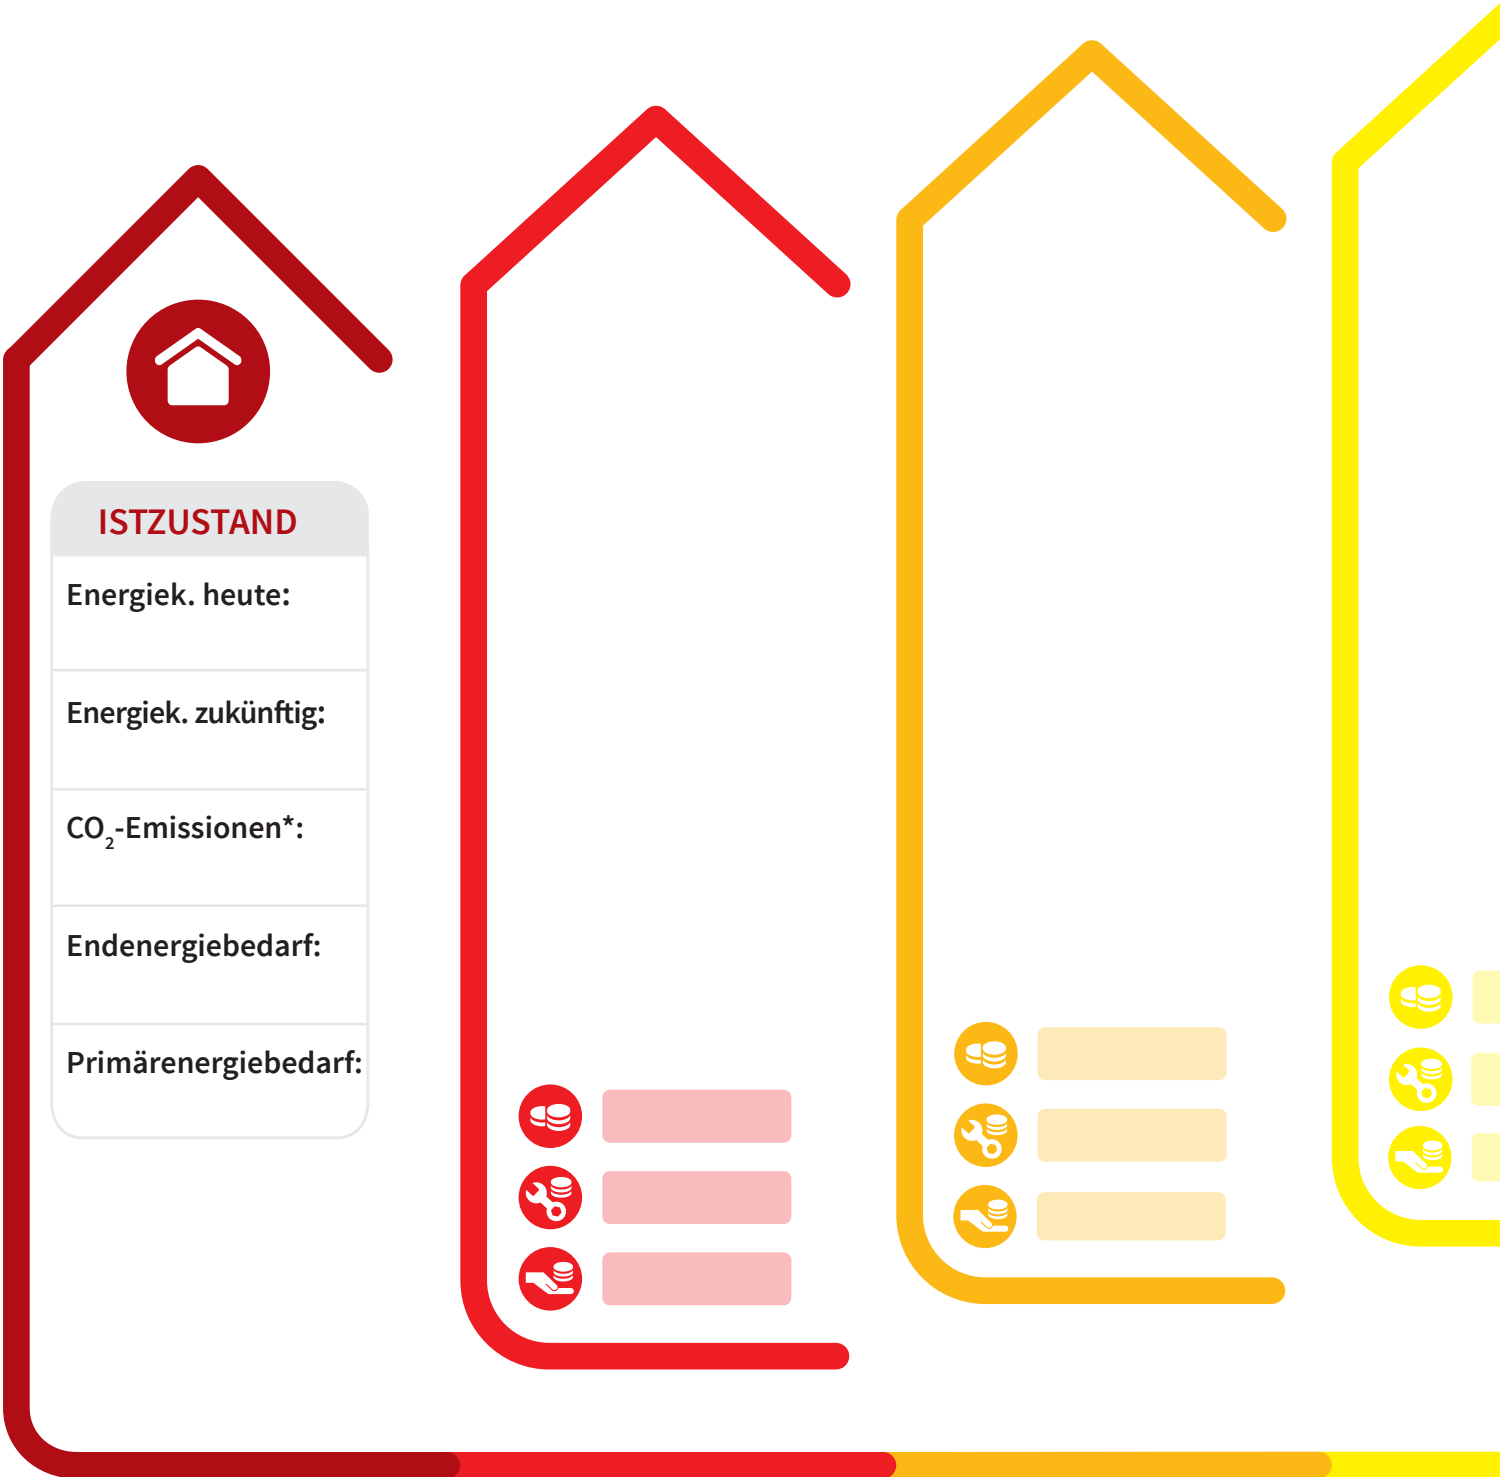 ISTZUSTAND
Energiek. heute:
Energiek. zukünftig:
CO₂-Emissionen*:
Endenergiebedarf:
Primärenergiebedarf: